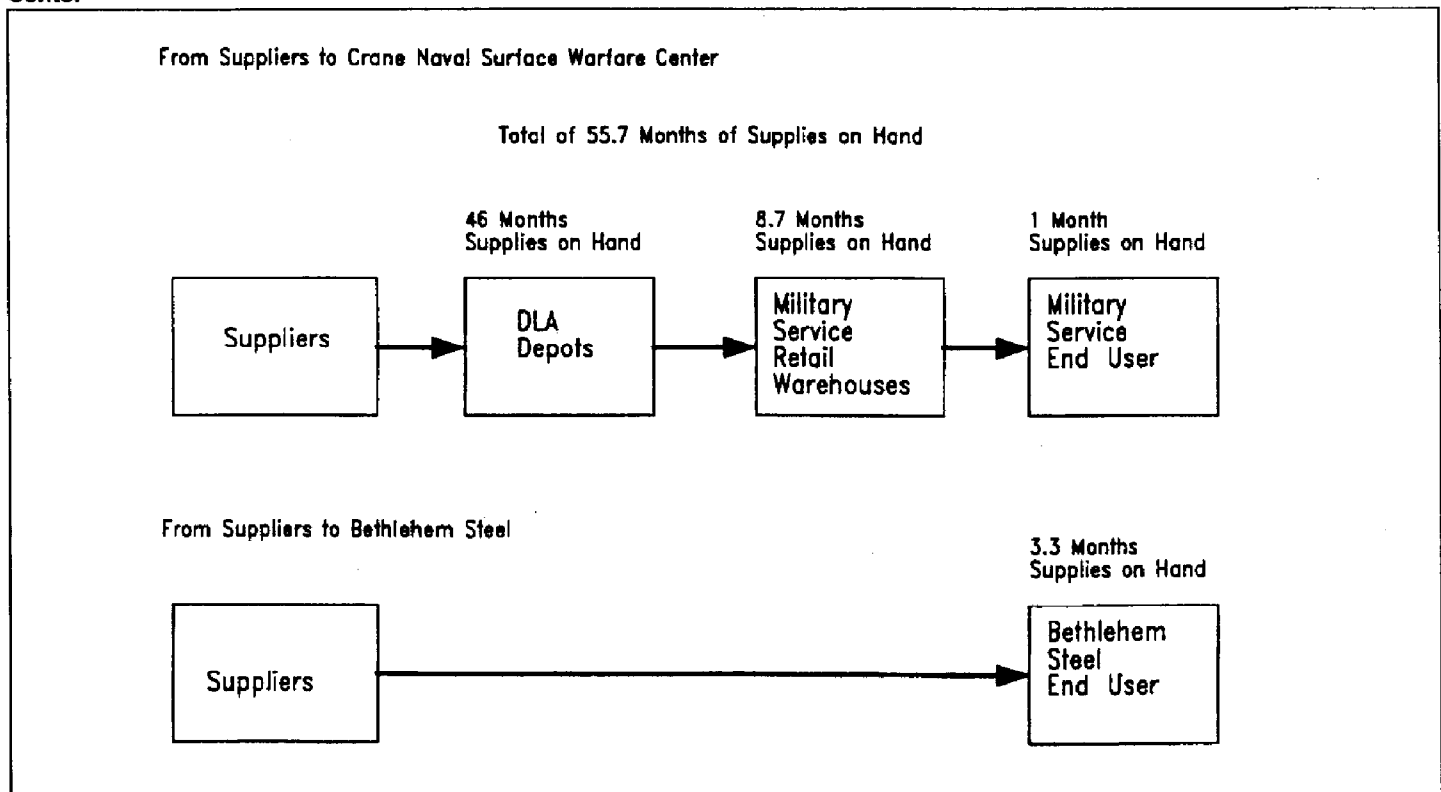 From Suppliers to Crane Naval Surface Warfare Center
Total of 55.7 Months of Supplies on Hand
46 Months
Supplies on Hand
8.7 Months
Supplies on Hand
1 Month
Supplies on Hand
Suppliers
DLA
Depots
Military
Service
Retail
Warehouses
Military
Service
End User
From Suppliers to Bethlehem Steel
3.3 Months
Supplies on Hand
Suppliers
Bethlehem
Steel
End User